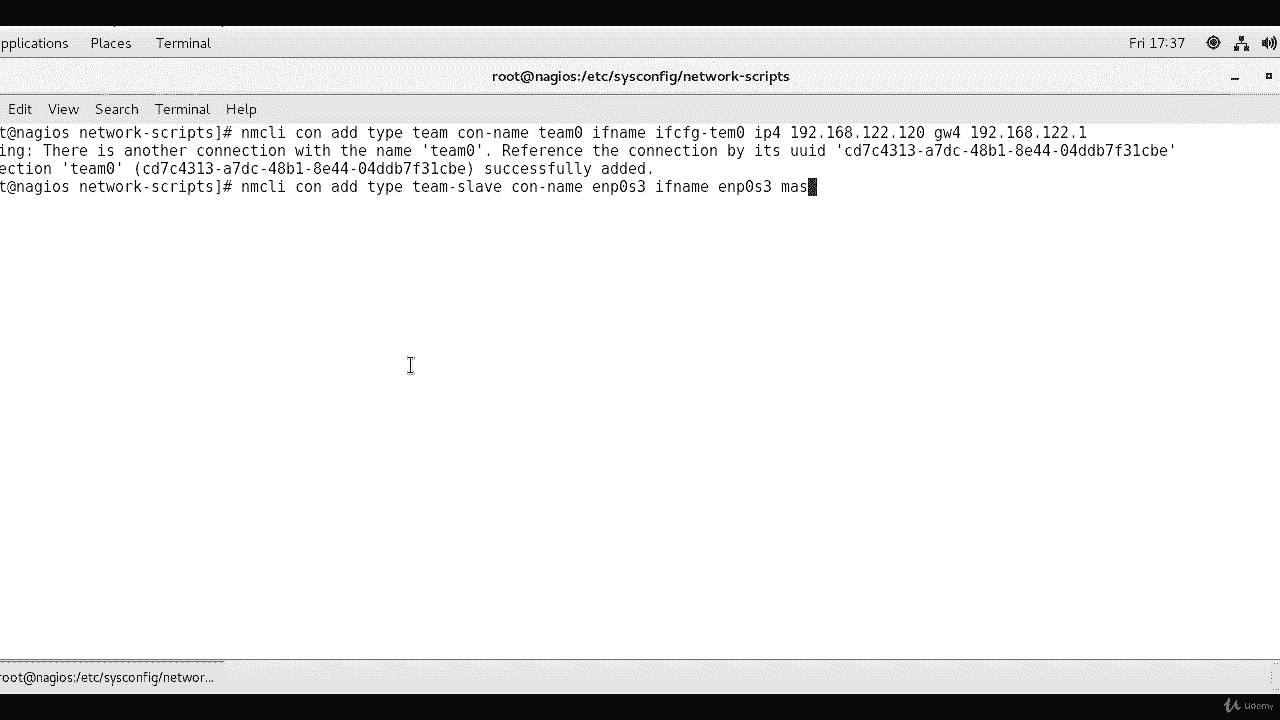 pplications Places Terminal Fri 17:37
root@nagios:/etc/sysconfig/network-scripts
Edit View Search Terminal Help
t@nagios network-scripts]# nmcli con add type team con-name team0 ifname ifcfg-tem0 ip4 192.168.122.120 gw4 192.168.122.1
ing: There is another connection with the name 'team0'. Reference the connection by its uuid 'cd7c4313-a7dc-48b1-8e44-04ddb7f31cbe'
ection 'team0' (cd7c4313-a7dc-48b1-8e44-04ddb7f31cbe) successfully added.
t@nagios network-scripts]# nmcli con add type team-slave con-name enp0s3 ifname enp0s3 mas
root@nagios:/etc/sysconfig/networ...
Udemy